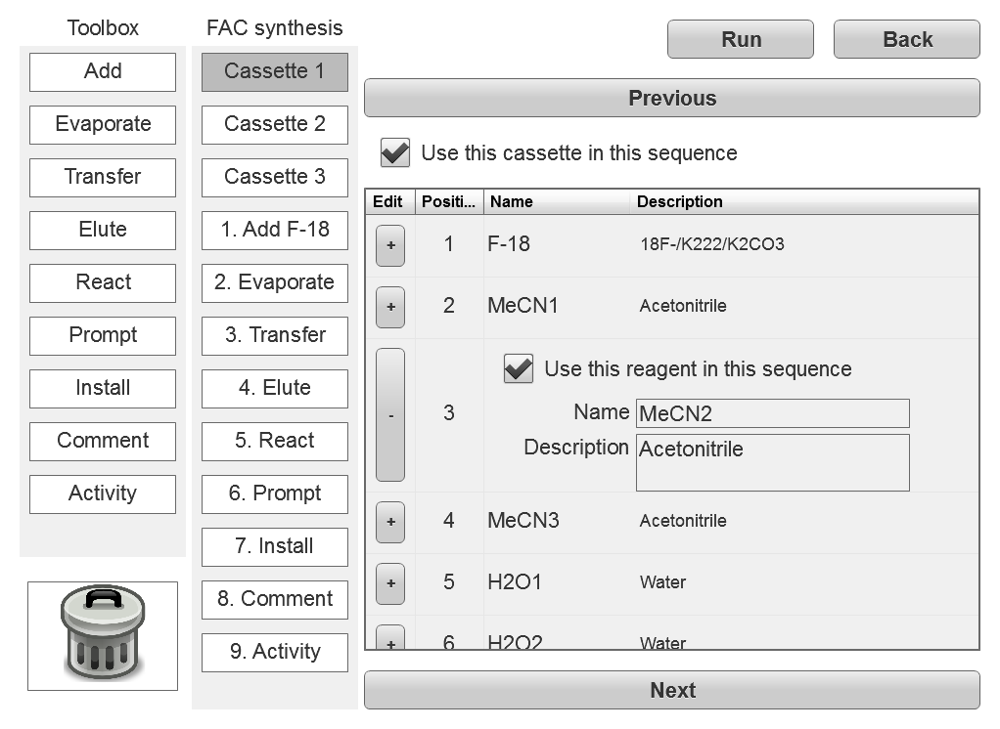 Toolbox
Add
Evaporate
Transfer
Elute
React
Prompt
Install
Comment
Activity
FAC synthesis
Cassette 1
Cassette 2
Cassette 3
1. Add F-18
2. Evaporate
3. Transfer
4. Elute
5. React
6. Prompt
7. Install
8. Comment
9. Activity
Run Back
Previous
Use this cassette in this sequence
Edit Positi... Name Description
+ 1 F-18 18F-/K222/K2CO3
+ 2 MeCN1 Acetonitrile
Use this reagent in this sequence
- 3 Name MeCN2
Description Acetonitrile
+ 4 MeCN3 Acetonitrile
+ 5 H2O1 Water
+ 6 H2O2 Water
Next